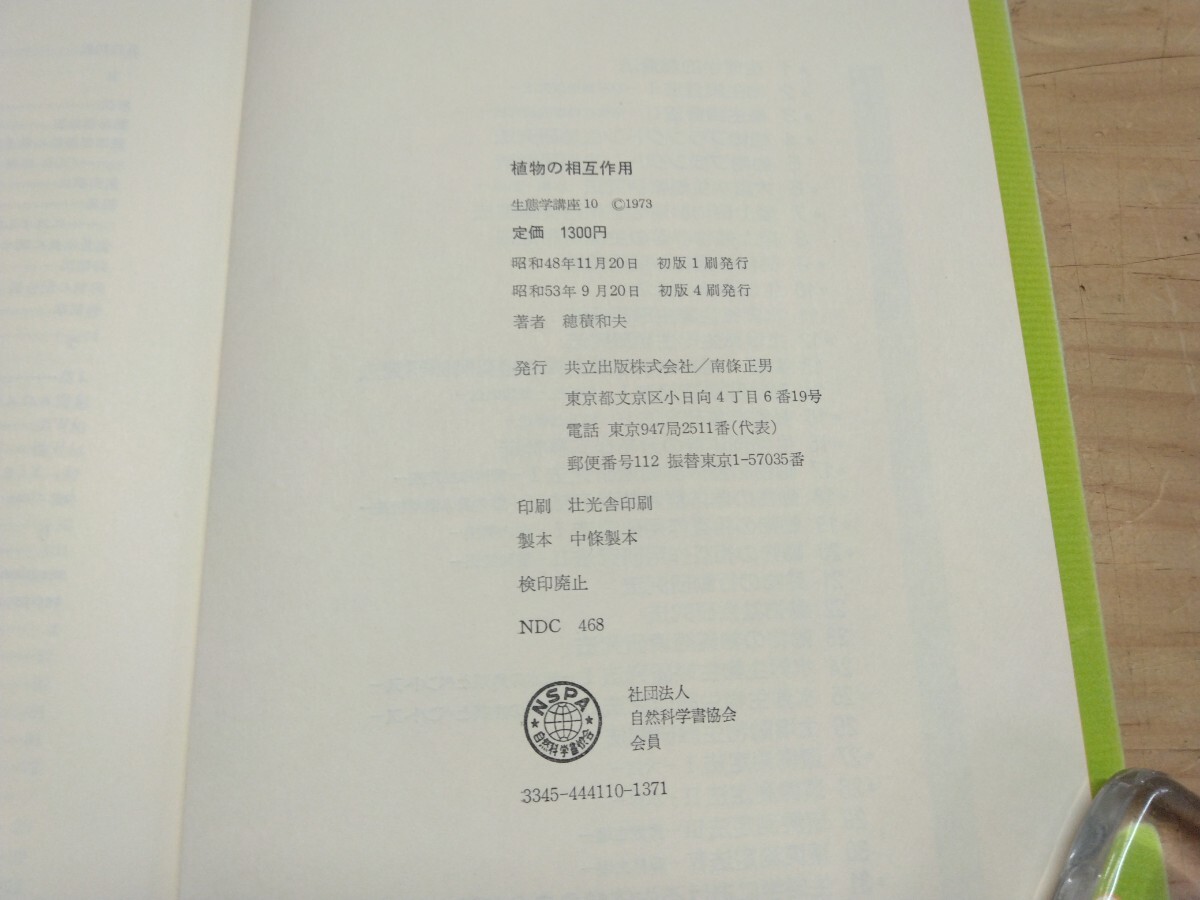 植物の相互作用
生態学講座10 ©1973
定価 1300円
昭和48年11月20日 初版1刷発行
昭和53年9月20日 初版4刷発行
著者 穂積和夫
発行 共立出版株式会社/南條正男
東京都文京区小日向4丁目6番19号
電話 東京947局2511番(代表)
郵便番号112 振替東京1-57035番
印刷 壮光舎印刷
製本 中條製本
検印廃止
NDC 468
NSPA
自然科学書協会
社団法人
自然科学書協会
会員
3345-444110-1371